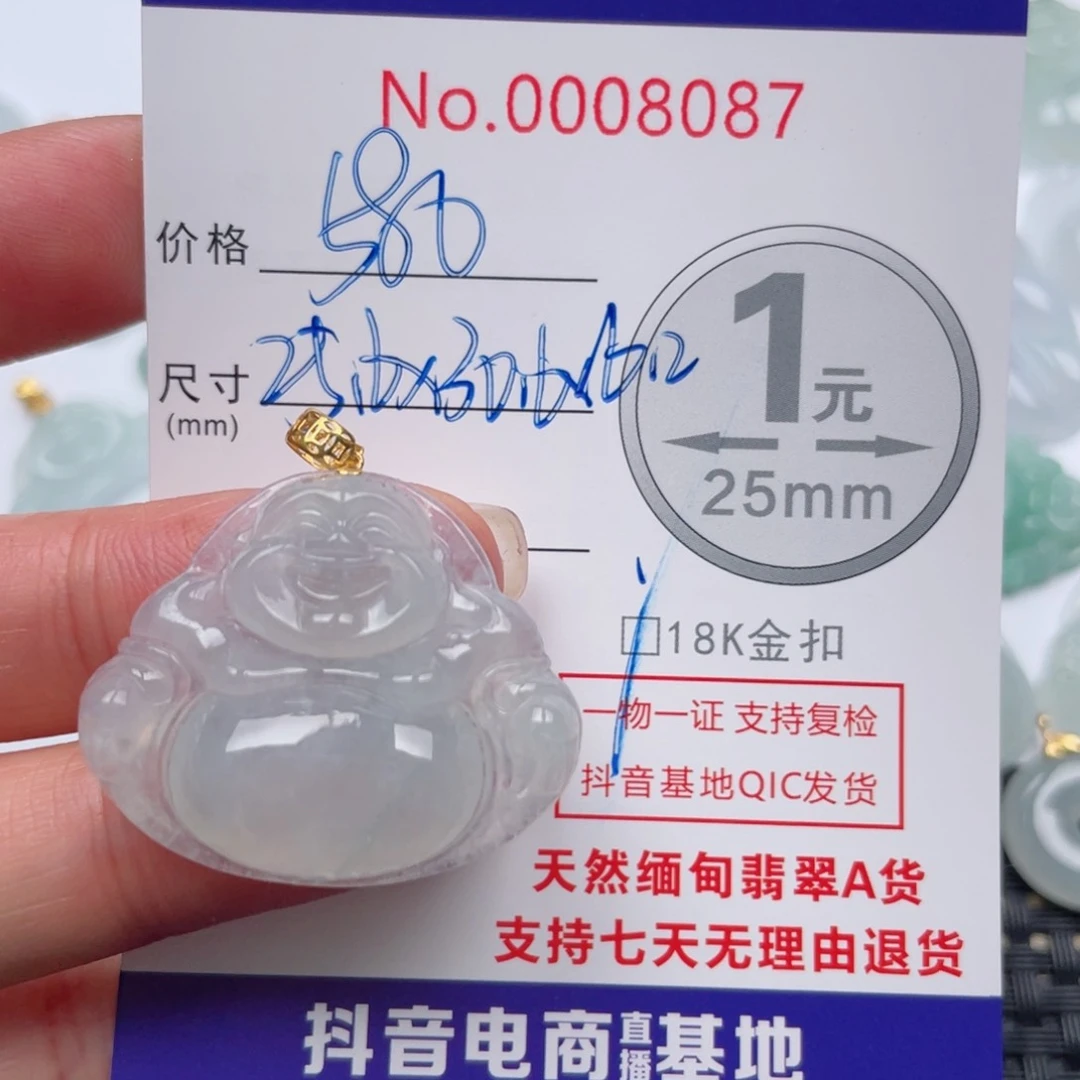 No.0008087
价格 580
尺寸
(mm)
1元
25mm
18K金扣
一物一证 支持复检
抖音基地QIC发货
天然缅甸翡翠A货
支持七天无理由退货
抖音电商直播基地